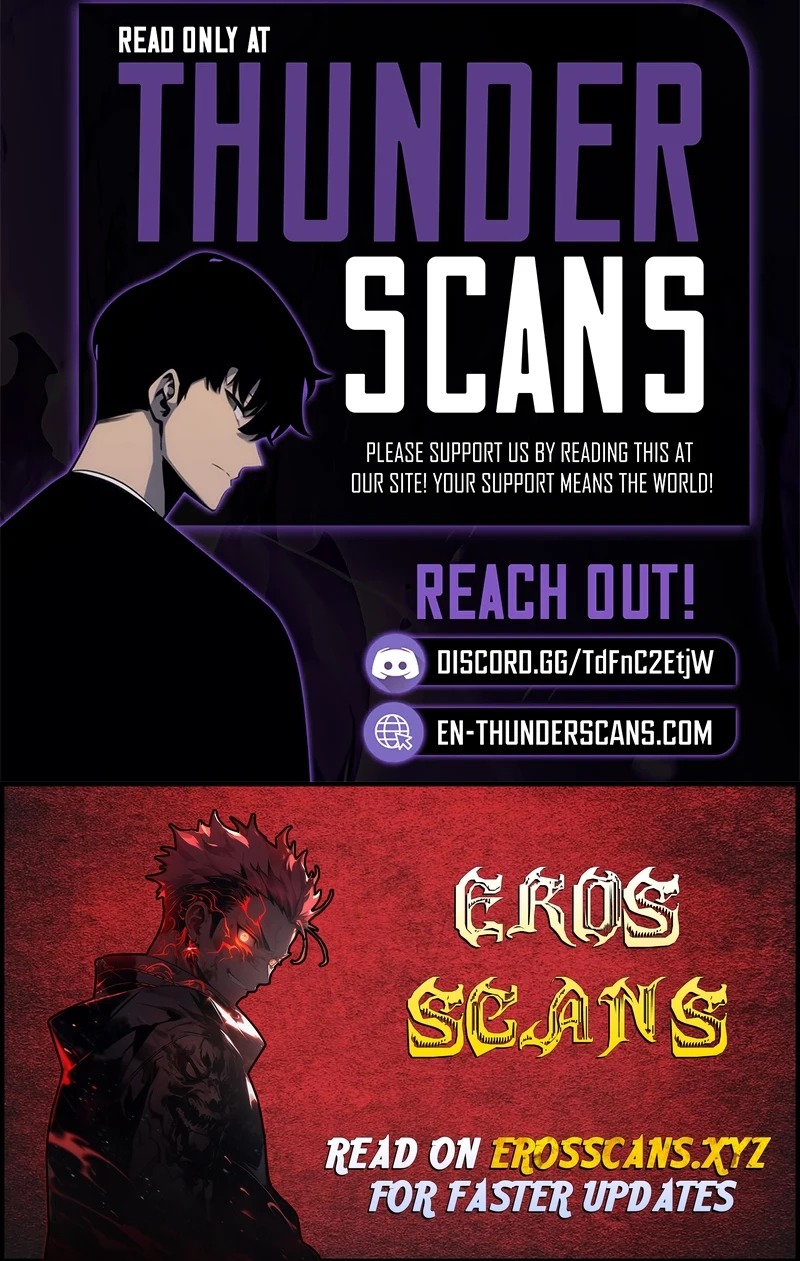 READ ONLY AT
THUNDER
SCANS
PLEASE SUPPORT US BY READING THIS AT
OUR SITE! YOUR SUPPORT MEANS THE WORLD!
REACH OUT!
DISCORD.GG/TdFnC2EtjW
EN-THUNDERSCANS.COM
EROS
SCANS
READ ON EROSSCANS.XYZ
FOR FASTER UPDATES